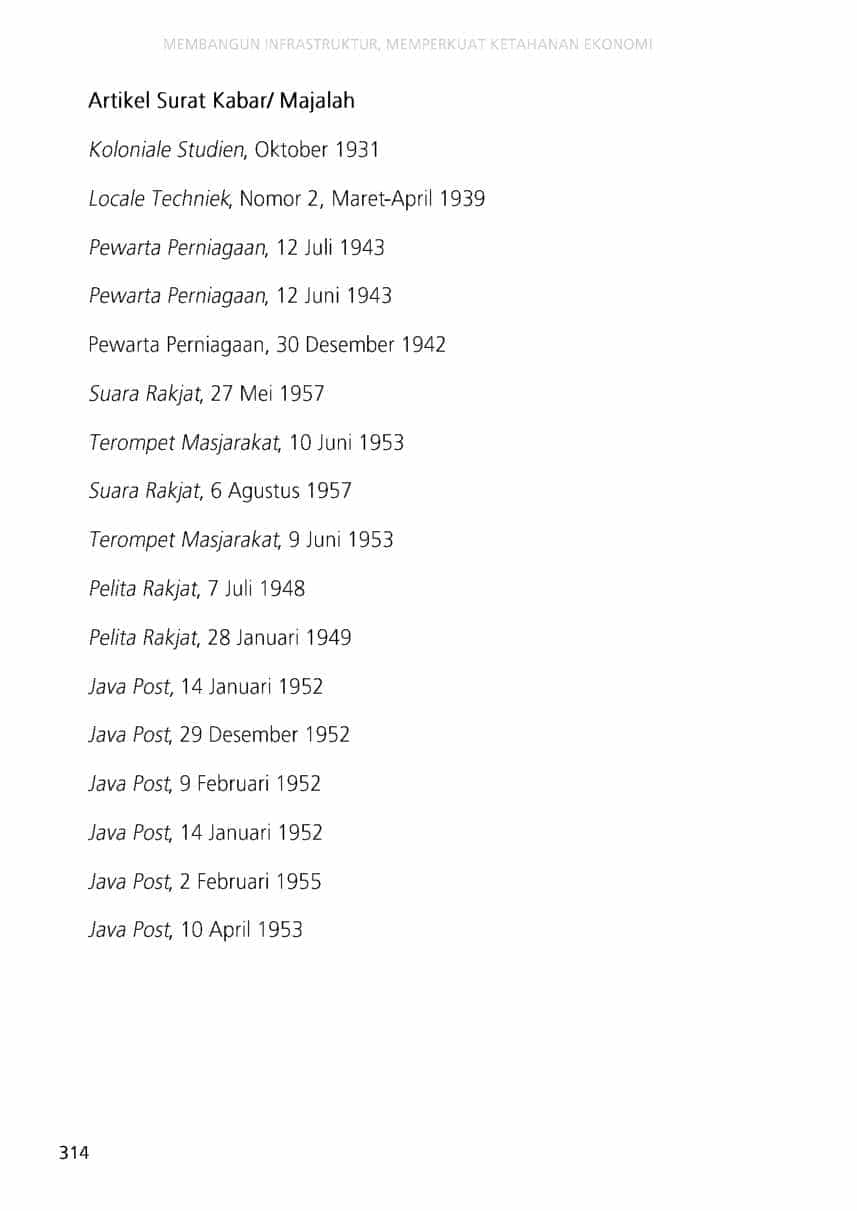 MEMBANGUN INFRASTRUKTUR, MEMPERKUAT KETAHANAN EKONOMI
Artikel Surat Kabar/ Majalah
Koloniale Studien, Oktober 1931
Locale Techniek, Nomor 2, Maret-April 1939
Pewarta Perniagaan, 12 Juli 1943
Pewarta Perniagaan, 12 Juni 1943
Pewarta Perniagaan, 30 Desember 1942
Suara Rakjat, 27 Mei 1957
Terompet Masjarakat, 10 Juni 1953
Suara Rakjat, 6 Agustus 1957
Terompet Masjarakat, 9 Juni 1953
Pelita Rakjat, 7 Juli 1948
Pelita Rakjat, 28 Januari 1949
Java Post, 14 Januari 1952
Java Post, 29 Desember 1952
Java Post, 9 Februari 1952
Java Post, 14 Januari 1952
Java Post, 2 Februari 1955
Java Post, 10 April 1953
314